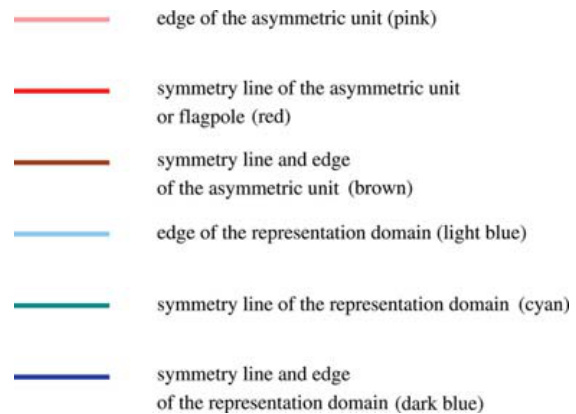 edge of the asymmetric unit (pink)
symmetry line of the asymmetric unit
or flagpole (red)
symmetry line and edge
of the asymmetric unit (brown)
edge of the representation domain (light blue)
symmetry line of the representation domain (cyan)
symmetry line and edge
of the representation domain (dark blue)